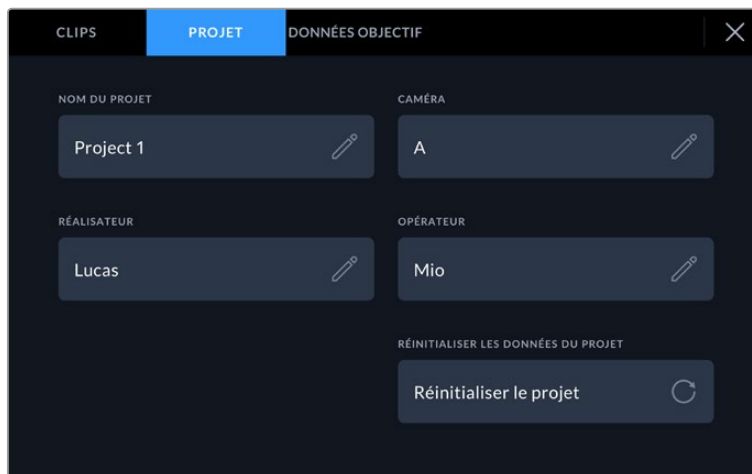 CLIPS PROJET DONNÉES OBJECTIF
NOM DU PROJET CAMÉRA
Project 1 A
RÉALISATEUR OPÉRATEUR
Lucas Mio
RÉINITIALISER LES DONNÉES DU PROJET
Réinitialiser le projet